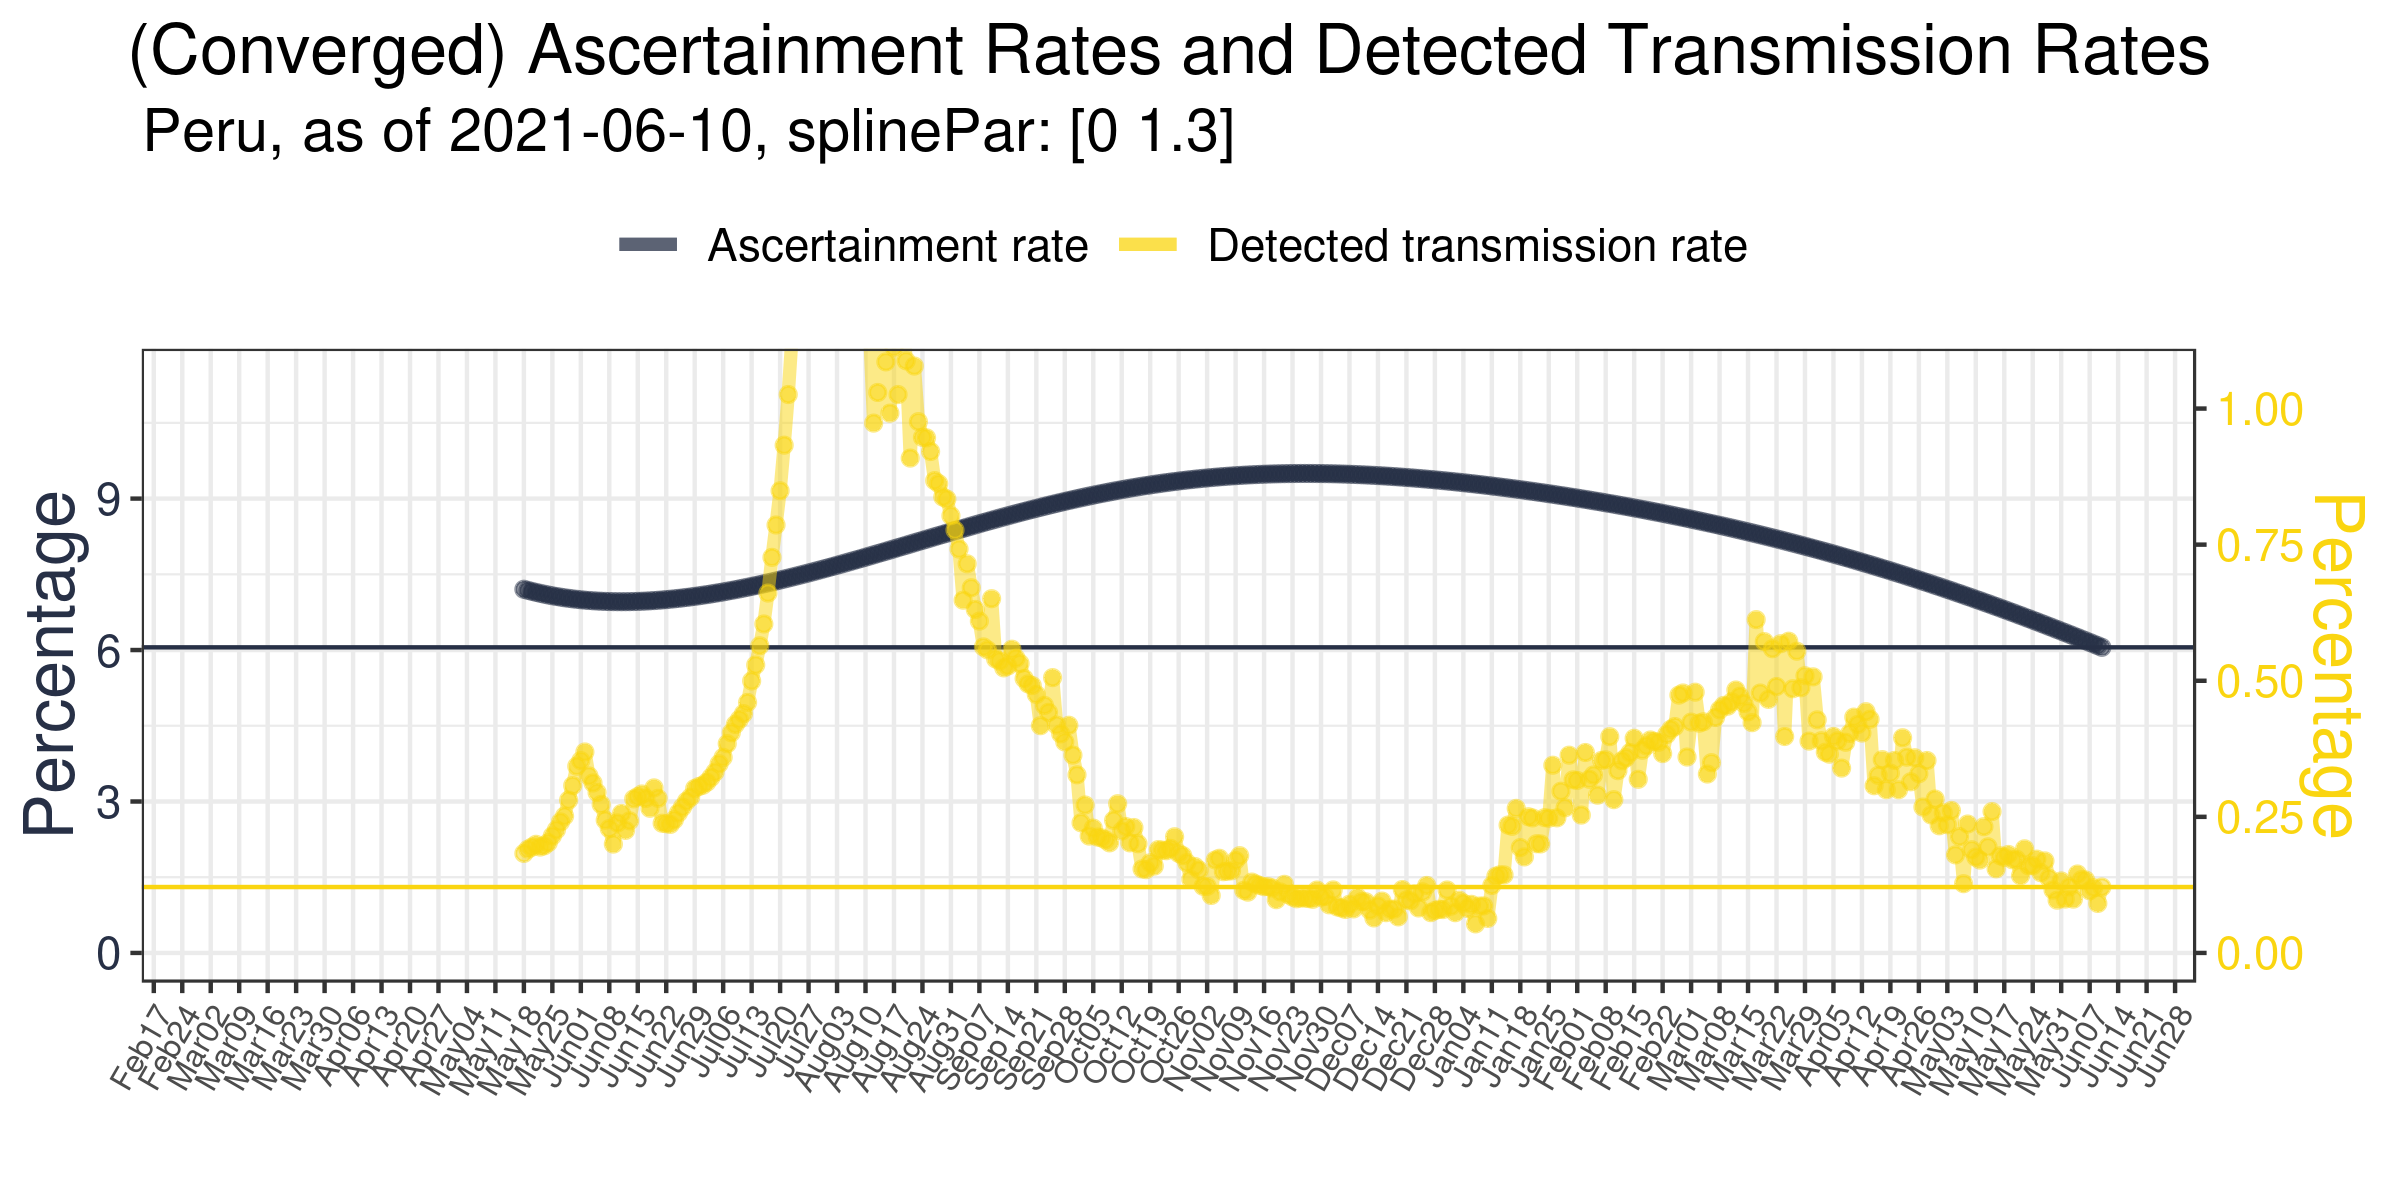 (Converged) Ascertainment Rates and Detected Transmission Rates
Peru, as of 2021-06-10, splinePar: [0 1.3]
Ascertainment rate
Detected transmission rate
Percentage
9
6
3
0
1.00
0.75
0.50
0.25
0.00
Percentage
Feb17
Feb24
Mar02
Mar09
Mar16
Mar23
Mar30
Apr06
Apr13
Apr20
Apr27
May04
May11
May18
May25
Jun01
Jun08
Jun15
Jun22
Jun29
Jul06
Jul13
Jul20
Jul27
Aug03
Aug10
Aug17
Aug24
Aug31
Sep07
Sep14
Sep21
Sep28
Oct05
Oct12
Oct19
Oct26
Nov02
Nov09
Nov16
Nov23
Nov30
Dec07
Dec14
Dec21
Dec28
Jan04
Jan11
Jan18
Jan25
Feb01
Feb08
Feb15
Feb22
Mar01
Mar08
Mar15
Mar22
Mar29
Apr05
Apr12
Apr19
Apr26
May03
May10
May17
May24
May31
Jun07
Jun14
Jun21
Jun28